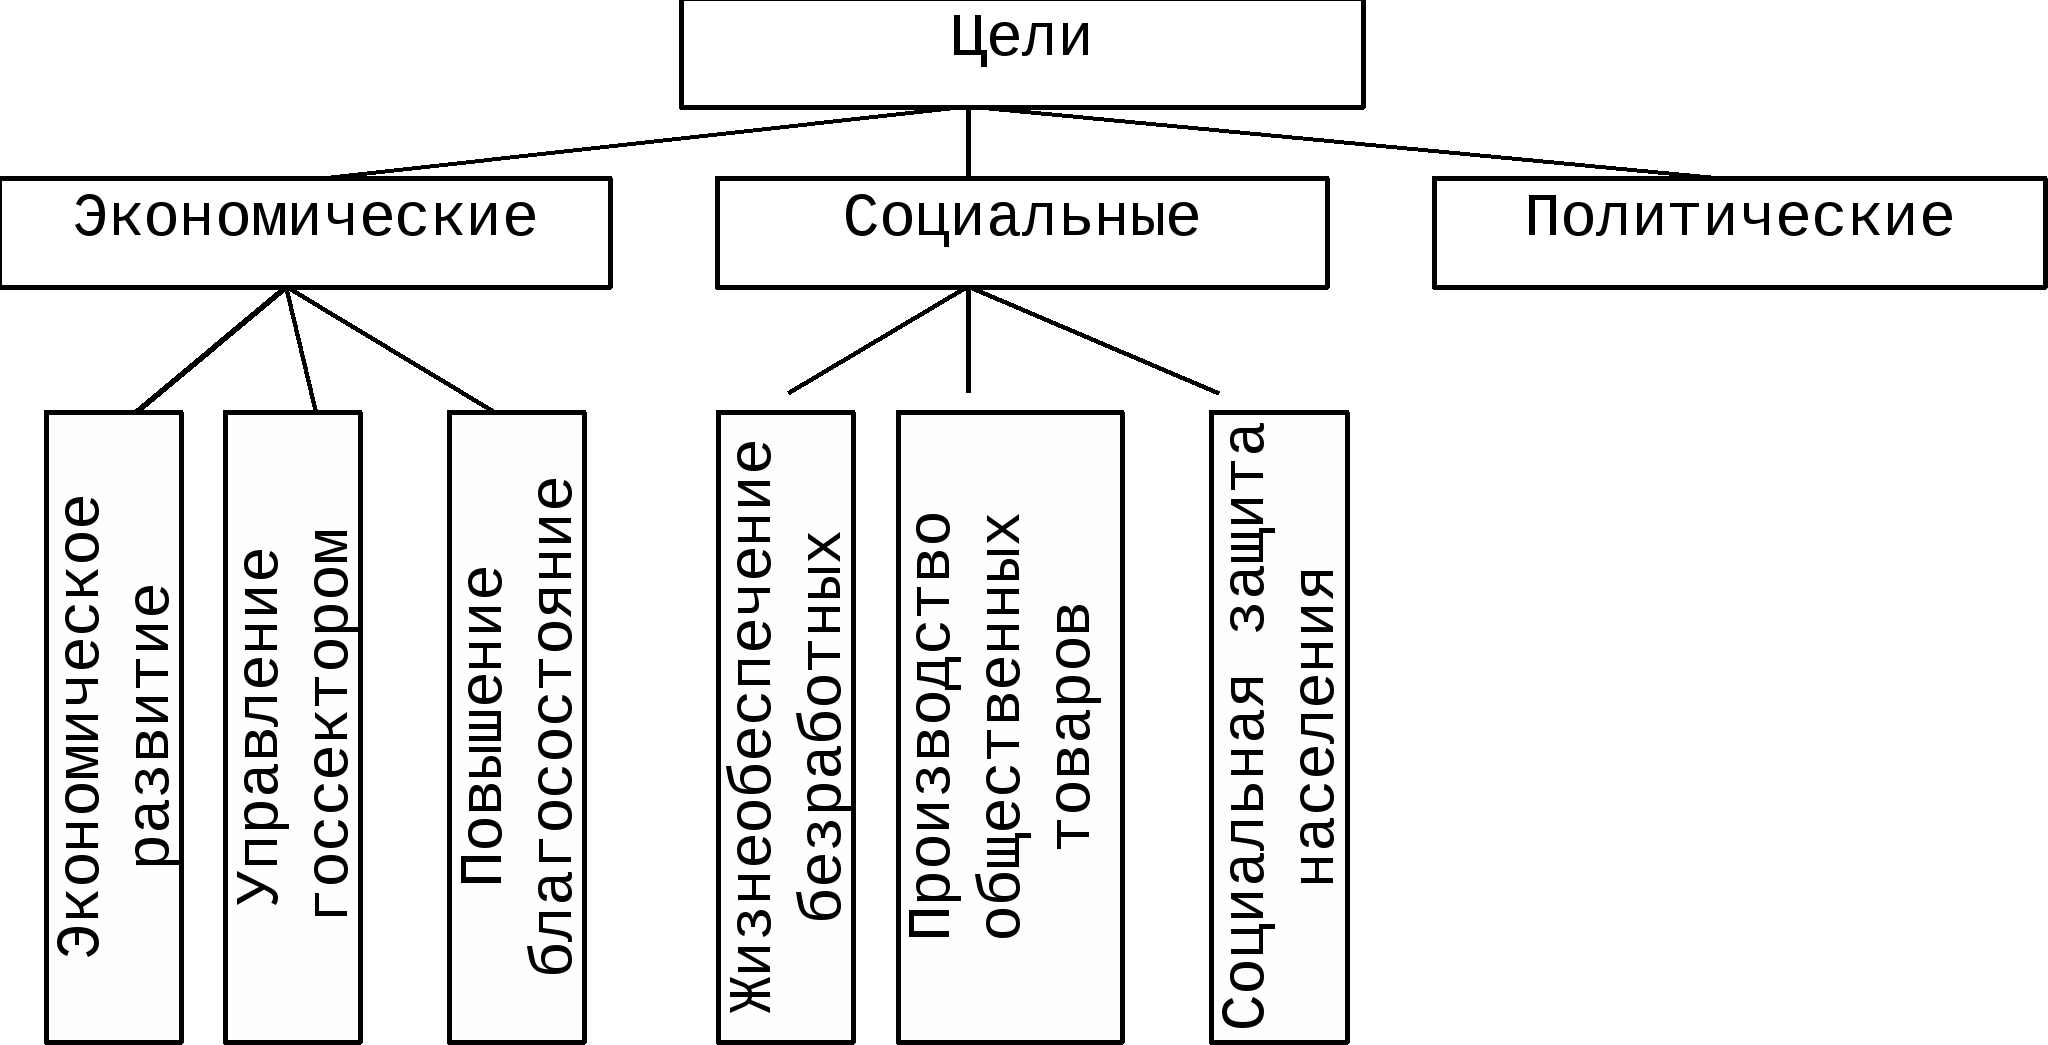 Цели
Экономические
Социальные
Политические
Экономическое
развитие
Управление
госсектором
Повышение
благосостояние
Жизнеобеспечение
безработных
Производство
общественных
товаров
Социальная защита
населения